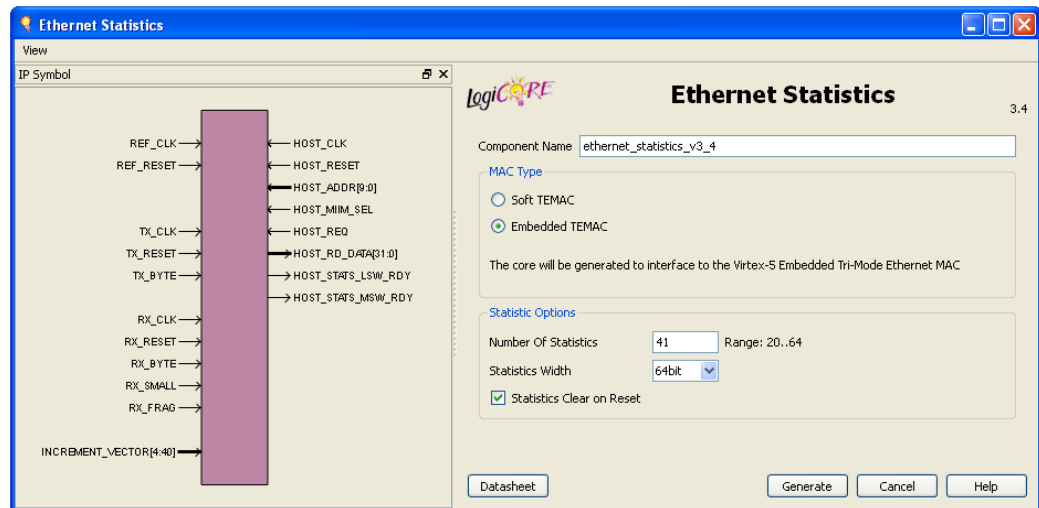 Ethernet Statistics
View
IP Symbol
REF_CLK
REF_RESET
TX_CLK
TX_RESET
TX_BYTE
RX_CLK
RX_RESET
RX_BYTE
RX_SMALL
RX_FRAG
INCREMENT_VECTOR[4:40]
HOST_CLK
HOST_RESET
HOST_ADDR[9:0]
HOST_MIIM_SEL
HOST_REQ
HOST_RD_DATA[31:0]
HOST_STATS_LSW_RDY
HOST_STATS_MSW_RDY
LogiCORE
Ethernet Statistics
3.4
Component Name ethernet_statistics_v3_4
MAC Type
Soft TEMAC
Embedded TEMAC
The core will be generated to interface to the Virtex-5 Embedded Tri-Mode Ethernet MAC
Statistic Options
Number Of Statistics 41 Range: 20..64
Statistics Width 64bit
Statistics Clear on Reset
Datasheet Generate Cancel Help